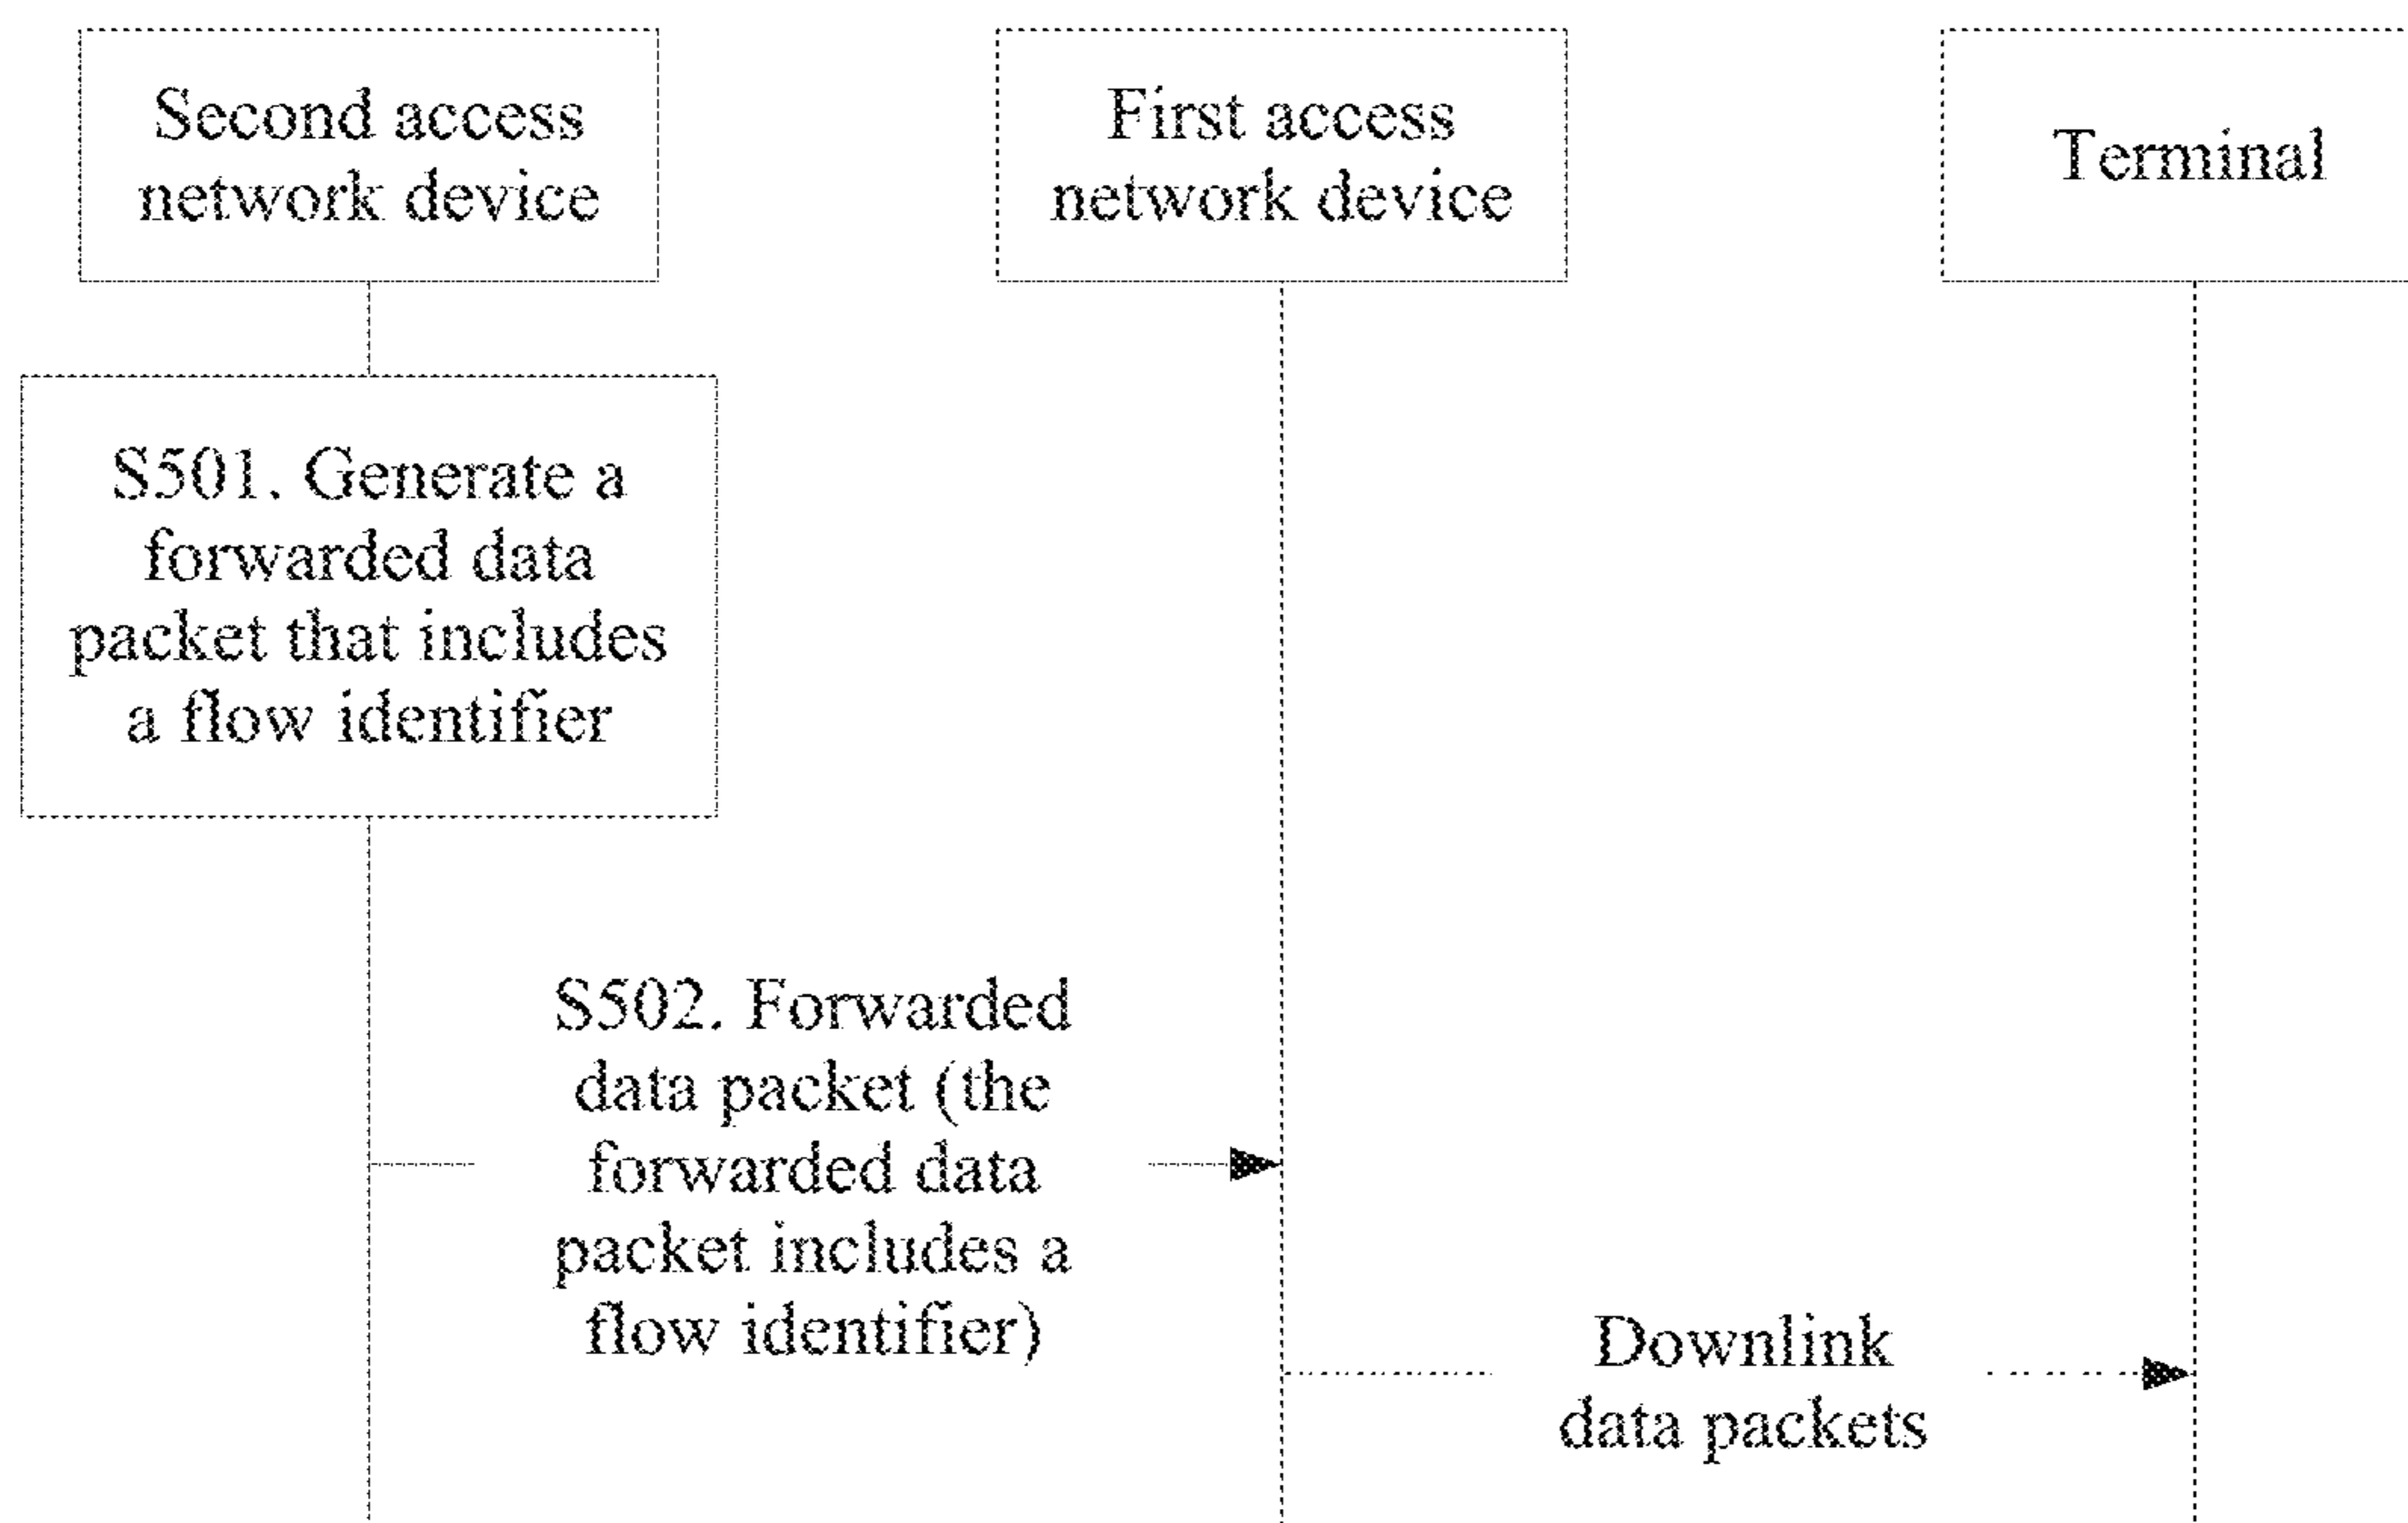 Second access
network device
First access
network device
Terminal
S501. Generate a
forwarded data
packet that includes
a flow identifier
S502. Forwarded
data packet (the
forwarded data
packet includes a
flow identifier)
Downlink
data packets